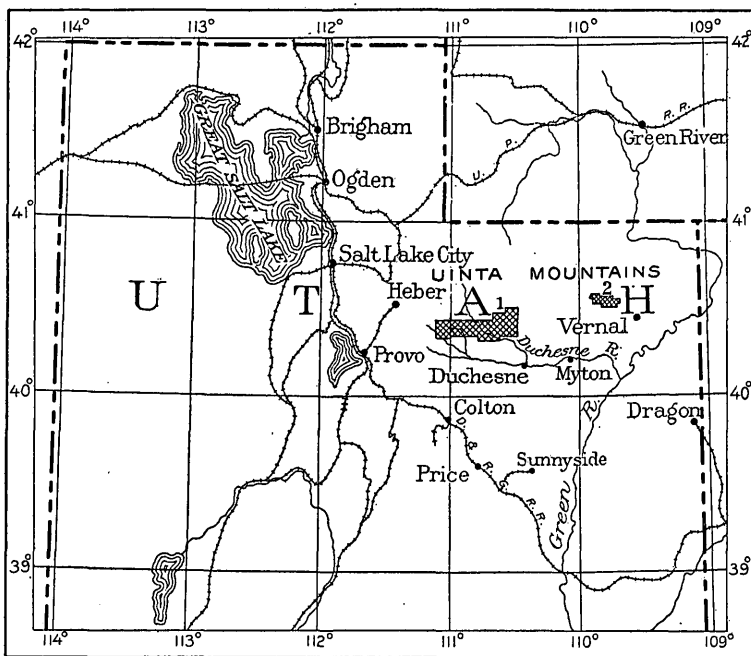 114° 113° 112° 111° 110° 109°
42° 42°
Brigham
GREAT SALT LAKE
U. P. R. R.
Green River
Ogden
41° 41°
Salt Lake City
UINTA MOUNTAINS
U T A H
Heber
1
2
Vernal
Provo
Duchesne R.
Duchesne
Myton
40° 40°
Colton
Dragon
D. & R. G. R. R.
Price
Sunnyside
Green R.
39° 39°
114° 113° 112° 111° 110° 109°